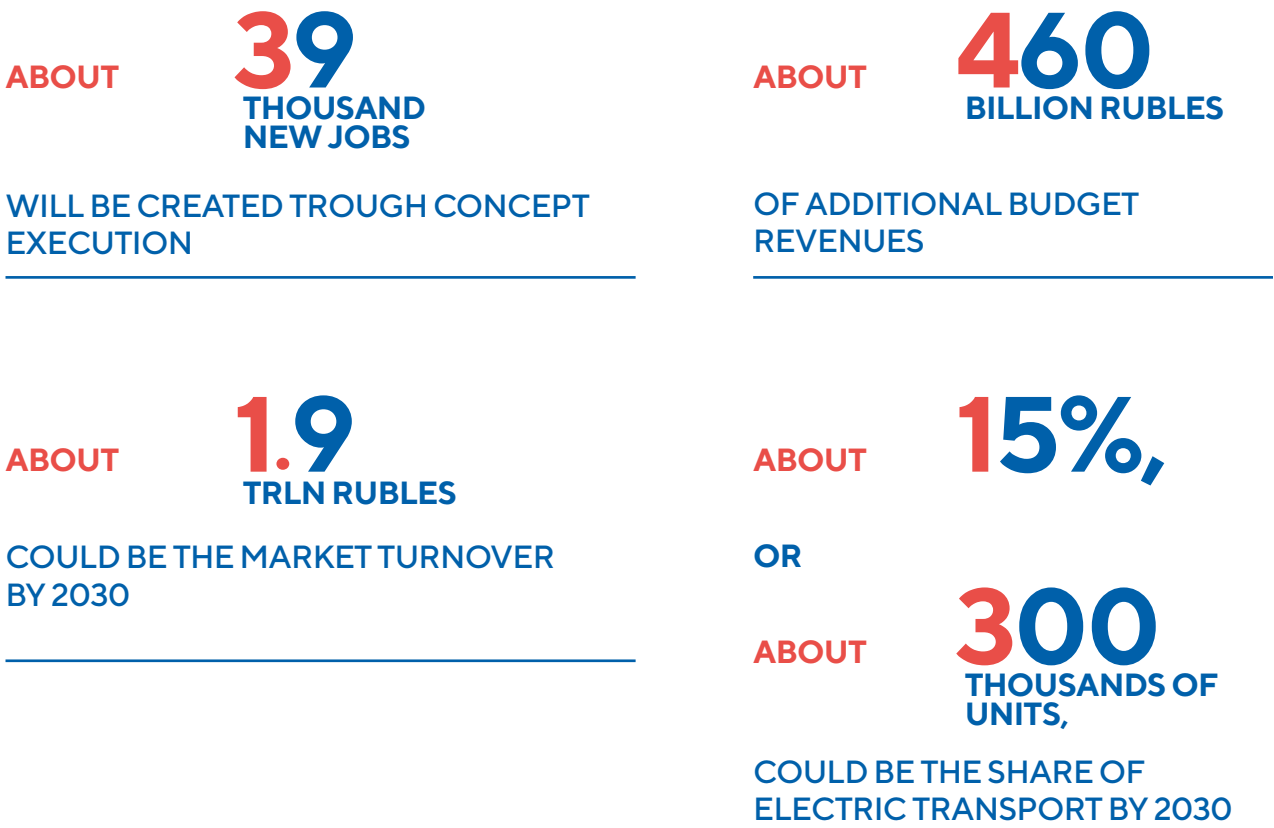 ABOUT
39
THOUSAND
NEW JOBS
WILL BE CREATED TROUGH CONCEPT
EXECUTION
ABOUT
460
BILLION RUBLES
OF ADDITIONAL BUDGET
REVENUES
ABOUT
1.9
TRLN RUBLES
COULD BE THE MARKET TURNOVER
BY 2030
ABOUT
15%,
OR
ABOUT
300
THOUSANDS OF
UNITS,
COULD BE THE SHARE OF
ELECTRIC TRANSPORT BY 2030